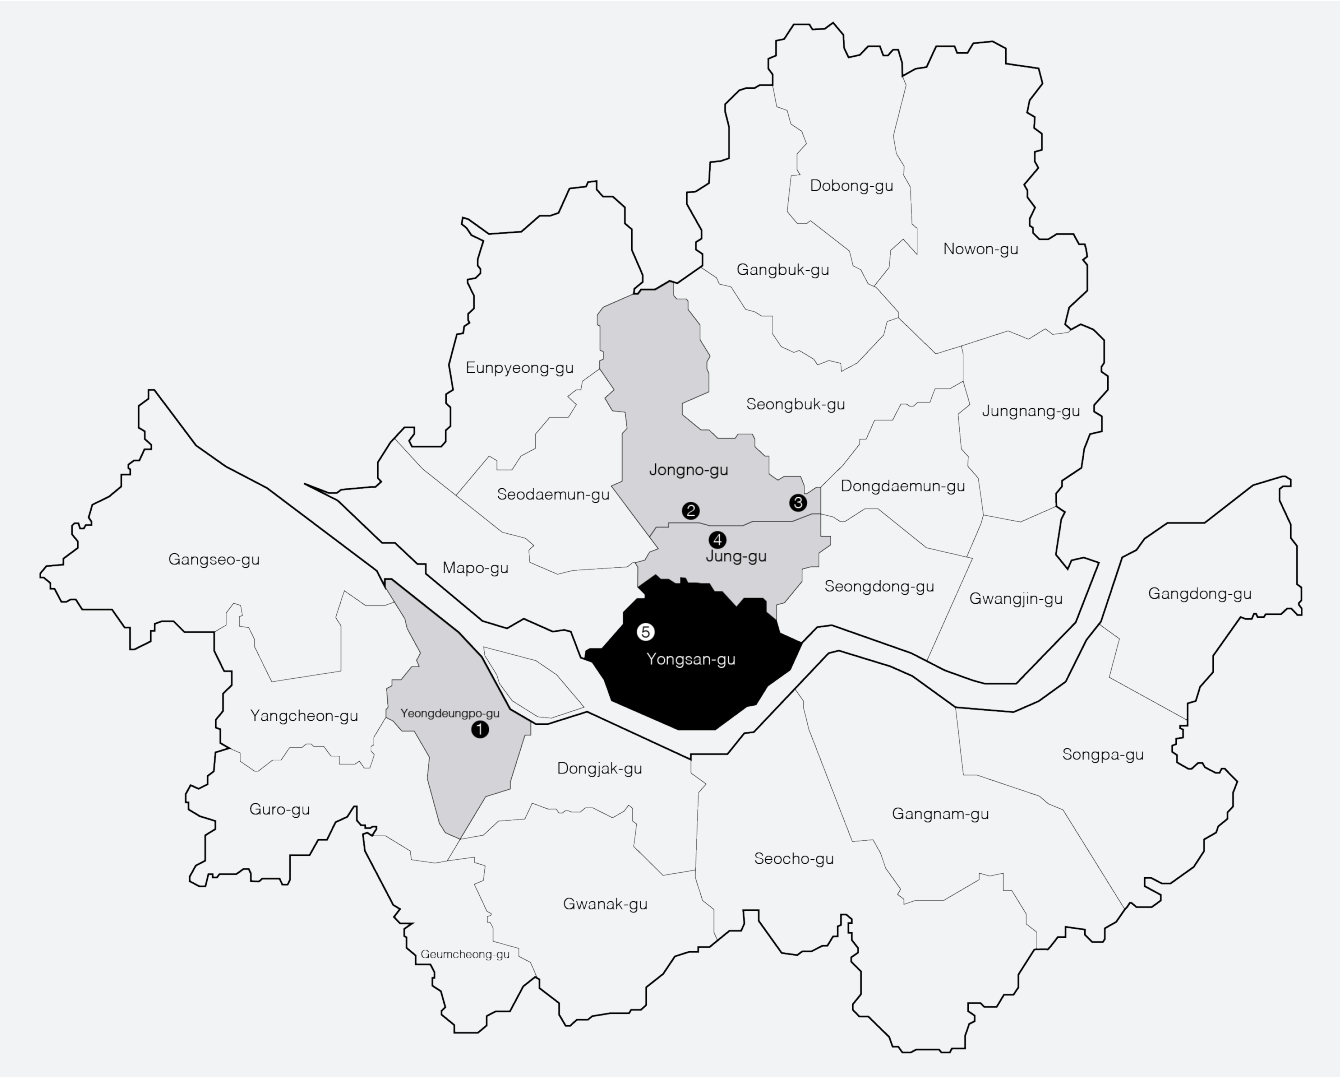 Dobong-gu
Nowon-gu
Gangbuk-gu
Eunpyeong-gu
Seongbuk-gu
Jungnang-gu
Jongno-gu
Dongdaemun-gu
Seodaemun-gu
3
2
4
Jung-gu
Gangseo-gu
Mapo-gu
Seongdong-gu
Gwangjin-gu
Gangdong-gu
5
Yongsan-gu
Yangcheon-gu
Yeongdeungpo-gu
1
Songpa-gu
Dongjak-gu
Guro-gu
Gangnam-gu
Seocho-gu
Gwanak-gu
Geumcheong-gu